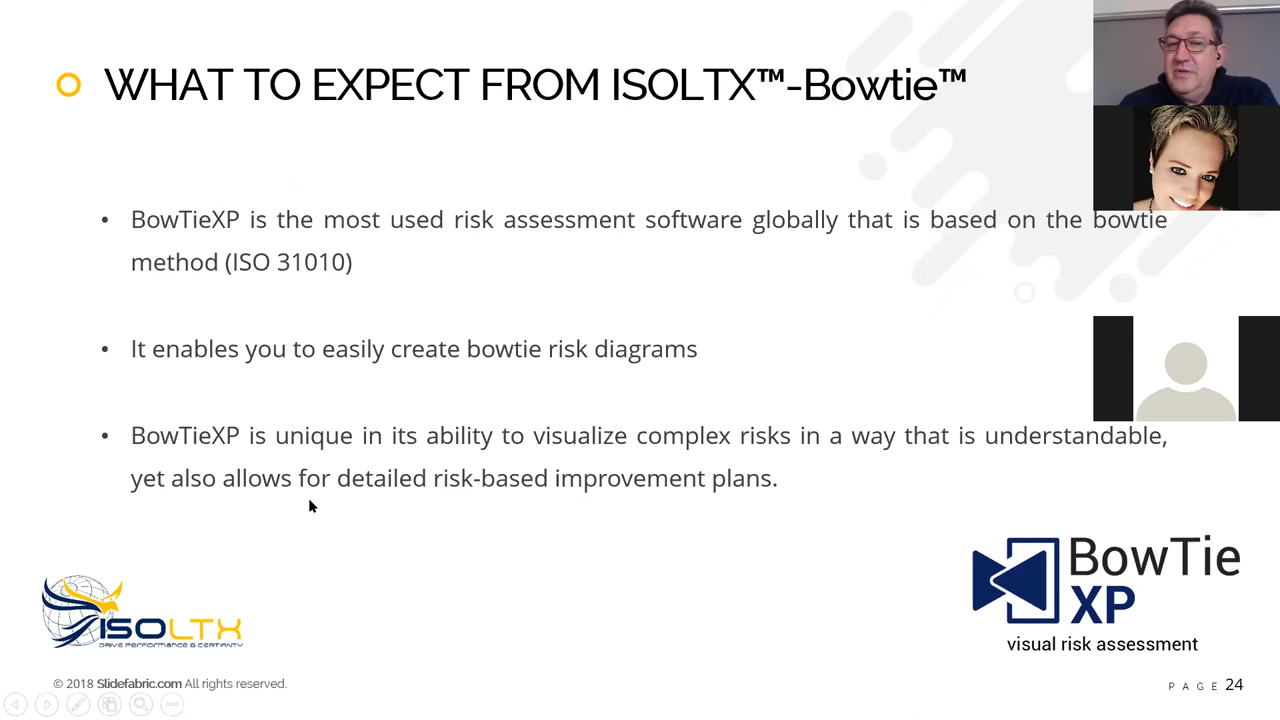 WHAT TO EXPECT FROM ISOLTX™-Bowtie™
• BowTieXP is the most used risk assessment software globally that is based on the bowtie
method (ISO 31010)
• It enables you to easily create bowtie risk diagrams
• BowTieXP is unique in its ability to visualize complex risks in a way that is understandable,
yet also allows for detailed risk-based improvement plans.
BowTie
XP
visual risk assessment
ISOLTX
DRIVE PERFORMANCE & CERTIANTY
© 2018 Slidefabric.com All rights reserved.
PAGE 24